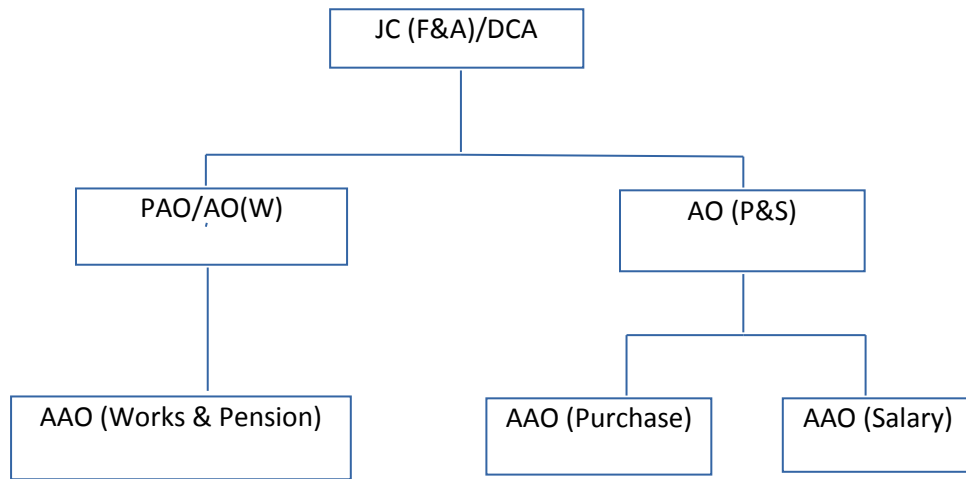 JC (F&A)/DCA
PAO/AO(W)
AO (P&S)
AAO (Works & Pension)
AAO (Purchase)
AAO (Salary)